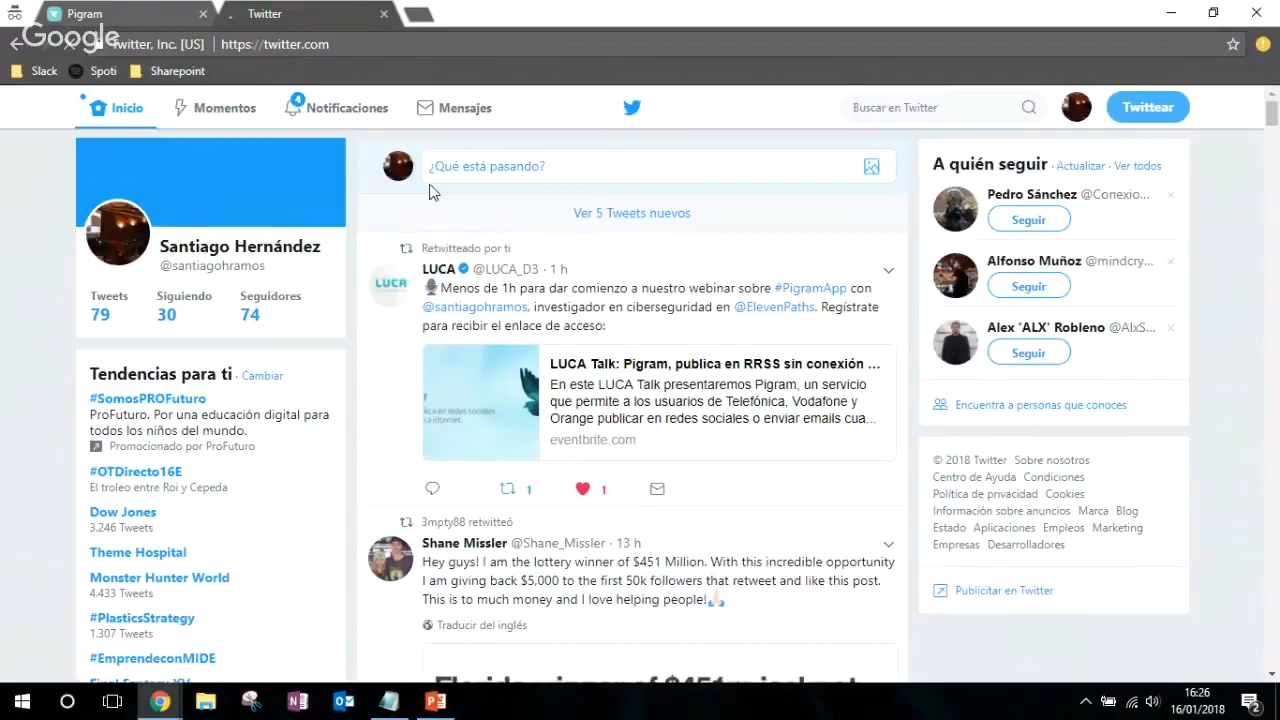 Pigram
Twitter
Google
Twitter, Inc. [US] https://twitter.com
Slack Spoti Sharepoint
Inicio Momentos 4 Notificaciones Mensajes Buscar en Twitter Twittear
Santiago Hernández
@santiagohramos
Tweets Siguiendo Seguidores
79 30 74
Tendencias para ti · Cambiar
#SomosPROFuturo
ProFuturo. Por una educación digital para
todos los niños del mundo.
Promocionado por ProFuturo
#OTDirecto16E
El troleo entre Roi y Cepeda
Dow Jones
3.246 Tweets
Theme Hospital
Monster Hunter World
4.433 Tweets
#PlasticsStrategy
1.307 Tweets
#EmprendeconMIDE
¿Qué está pasando?
Ver 5 Tweets nuevos
Retwitteado por ti
LUCA @LUCA_D3 · 1 h
Menos de 1h para dar comienzo a nuestro webinar sobre #PigramApp con
@santiagohramos, investigador en ciberseguridad en @ElevenPaths. Regístrate
para recibir el enlace de acceso:
LUCA
LUCA Talk: Pigram, publica en RRSS sin conexión ...
En este LUCA Talk presentaremos Pigram, un servicio
que permite a los usuarios de Telefónica, Vodafone y
Orange publicar en redes sociales o enviar emails cua...
eventbrite.com
1 1
3mpty88 retwitteó
Shane Missler @Shane_Missler · 13 h
Hey guys! I am the lottery winner of $451 Million. With this incredible opportunity
I am giving back $5,000 to the first 50k followers that retweet and like this post.
This is to much money and I love helping people!
Traducir del inglés
A quién seguir · Actualizar · Ver todos
Pedro Sánchez @Conexio...
Seguir
Alfonso Muñoz @mindcry...
Seguir
Alex 'ALX' Robleno @AlxS...
Seguir
Encuentra a personas que conoces
© 2018 Twitter Sobre nosotros
Centro de Ayuda Condiciones
Política de privacidad Cookies
Información sobre anuncios Marca Blog
Estado Aplicaciones Empleos Marketing
Empresas Desarrolladores
Publicitar en Twitter
16:26
16/01/2018
2